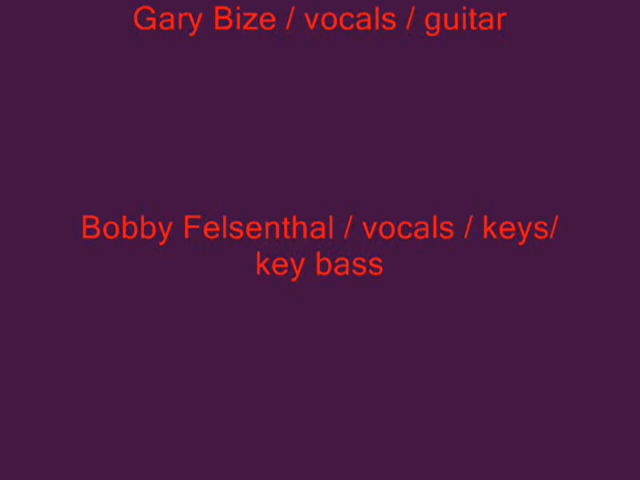 Gary Bize / vocals / guitar
Bobby Felsenthal / vocals / keys/
key bass